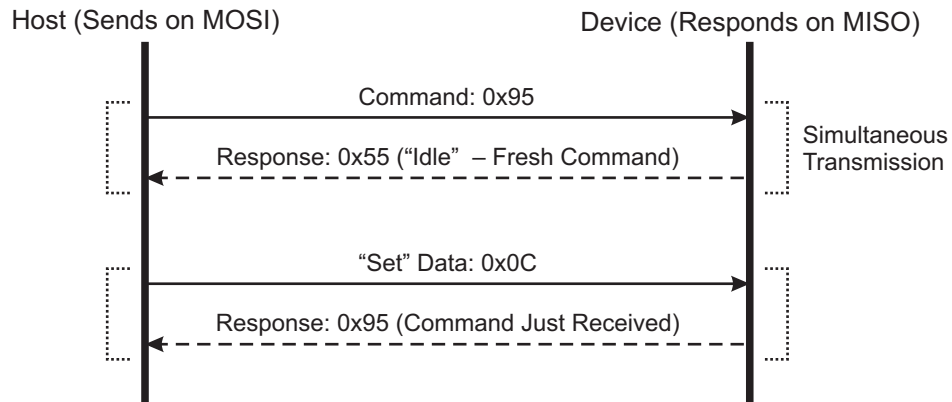 Host (Sends on MOSI)
Device (Responds on MISO)
Command: 0x95
Response: 0x55 (“Idle” – Fresh Command)
Simultaneous
Transmission
“Set” Data: 0x0C
Response: 0x95 (Command Just Received)